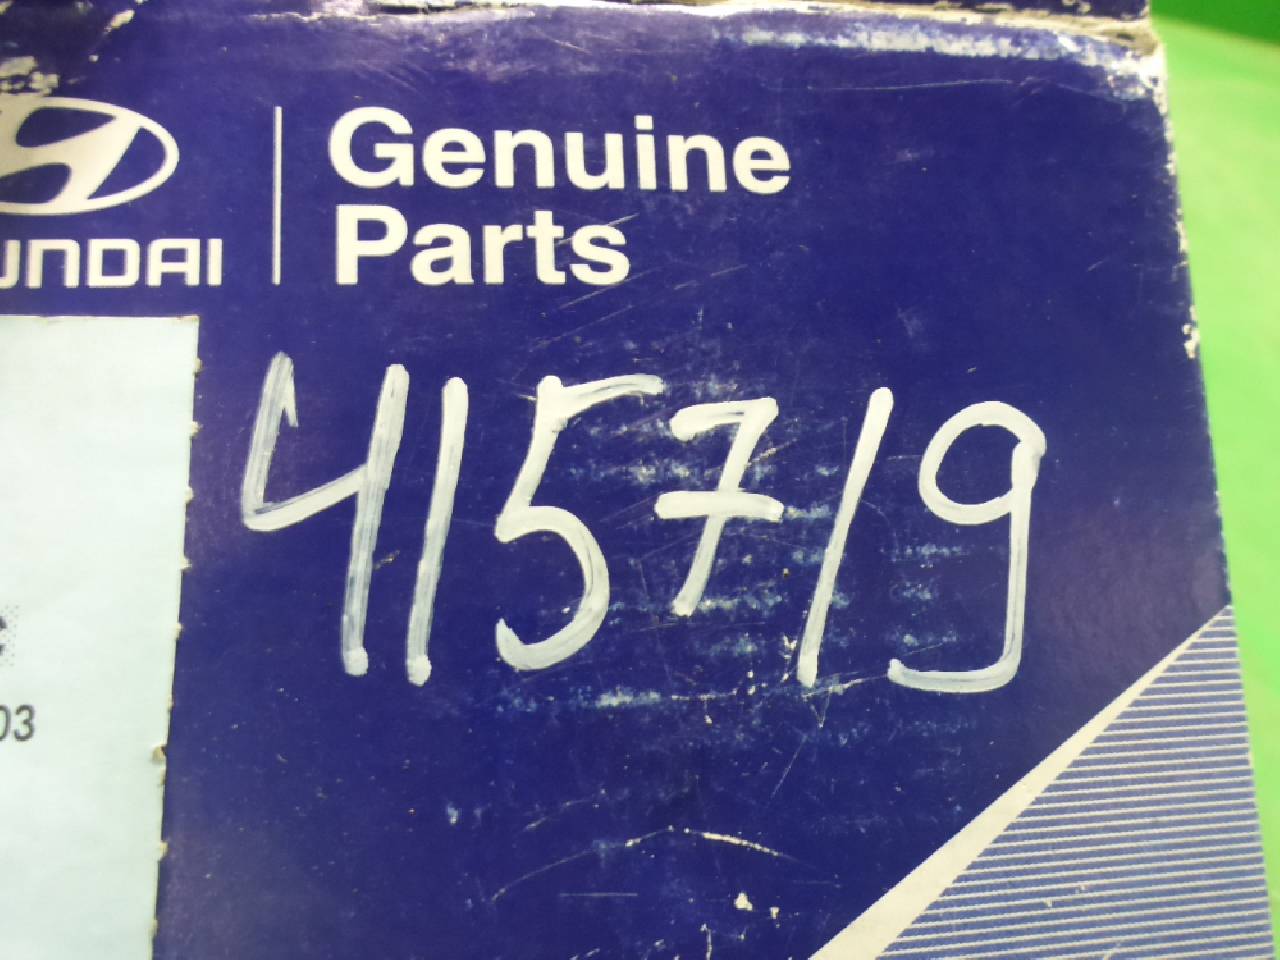 Genuine
Parts
UNDAI
415719
03